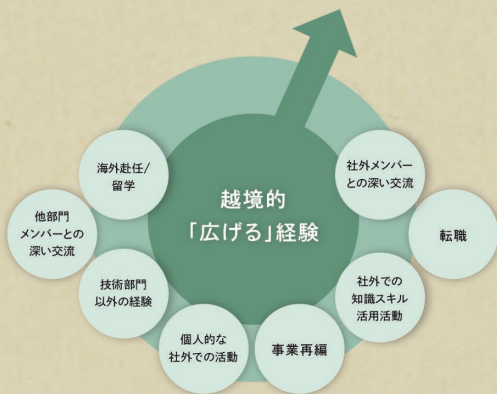 越境的
「広げる」経験
海外赴任/
留学
他部門
メンバーとの
深い交流
技術部門
以外の経験
個人的な
社外での活動
事業再編
社外での
知識スキル
活用活動
転職
社外メンバー
との深い交流